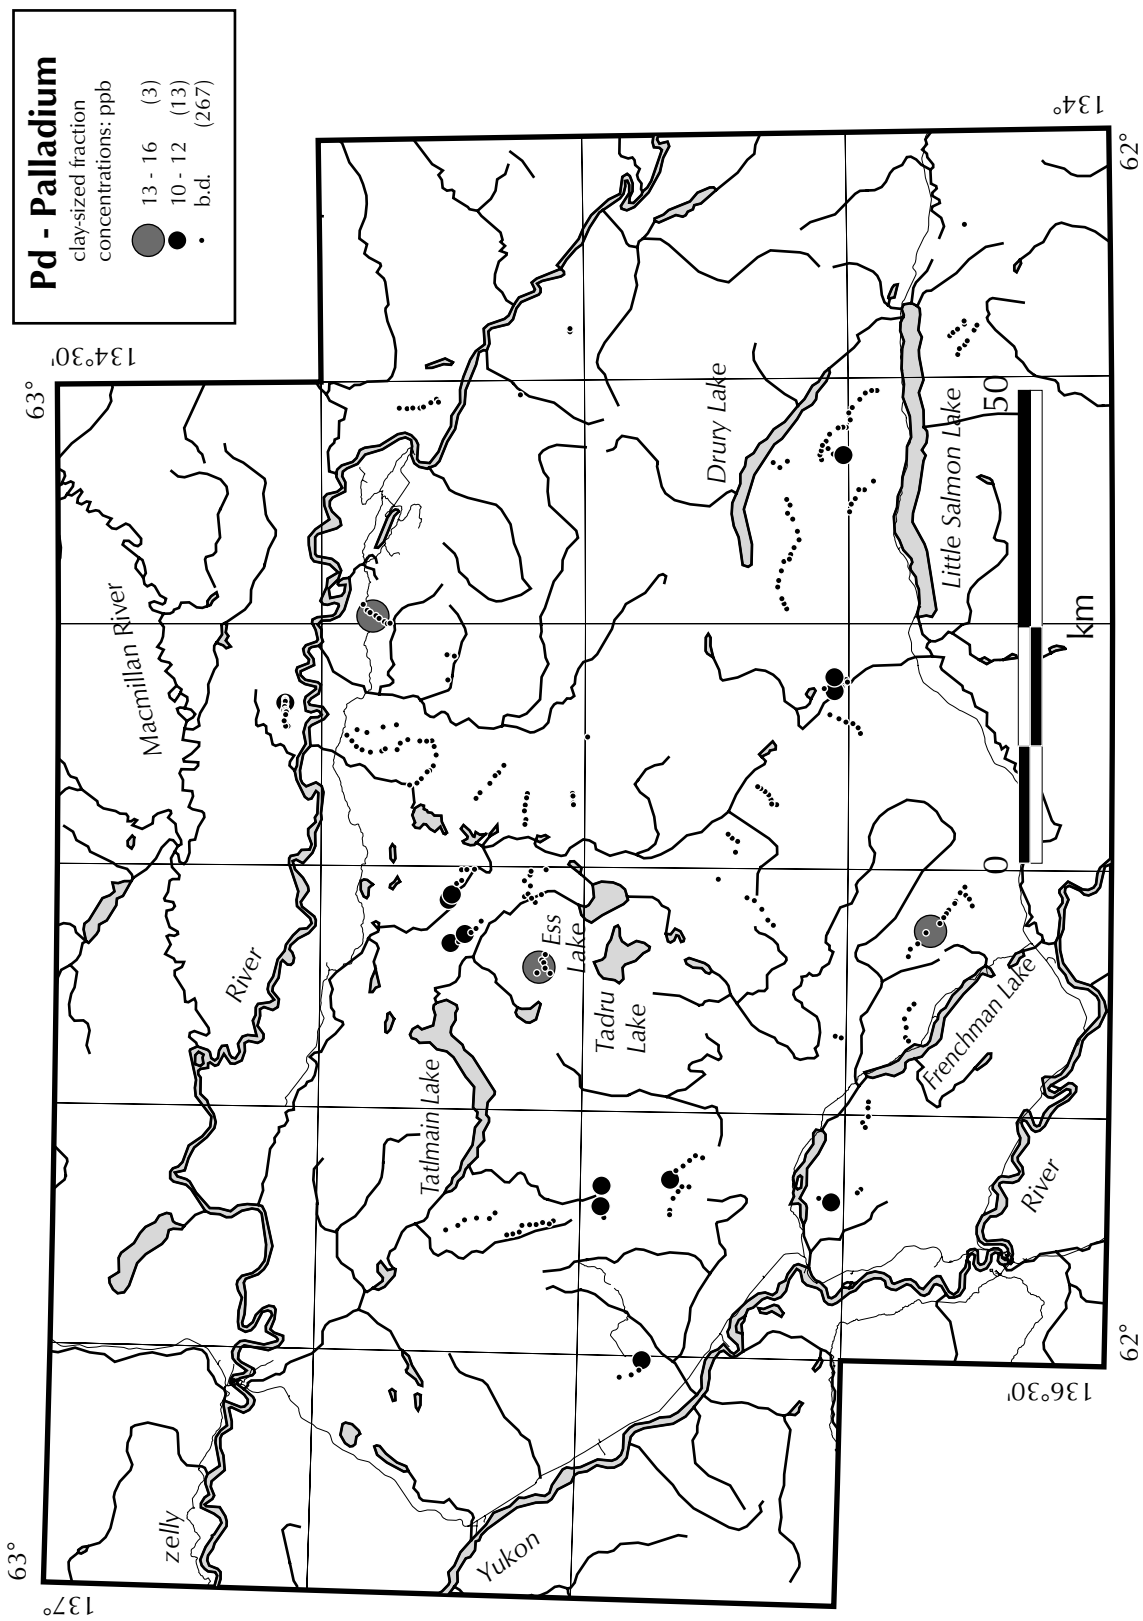 Pd - Palladium
clay-sized fraction
concentrations: ppb
13 - 16 (3)
10 - 12 (13)
b.d. (267)
63°
137°
63°
134°30'
134°
62°
62°
136°30'
zelly
River
Macmillan River
Yukon
Tatlmain Lake
Ess
Lake
Tadru
Lake
Drury Lake
Little Salmon Lake
Frenchman Lake
River
0
50
km